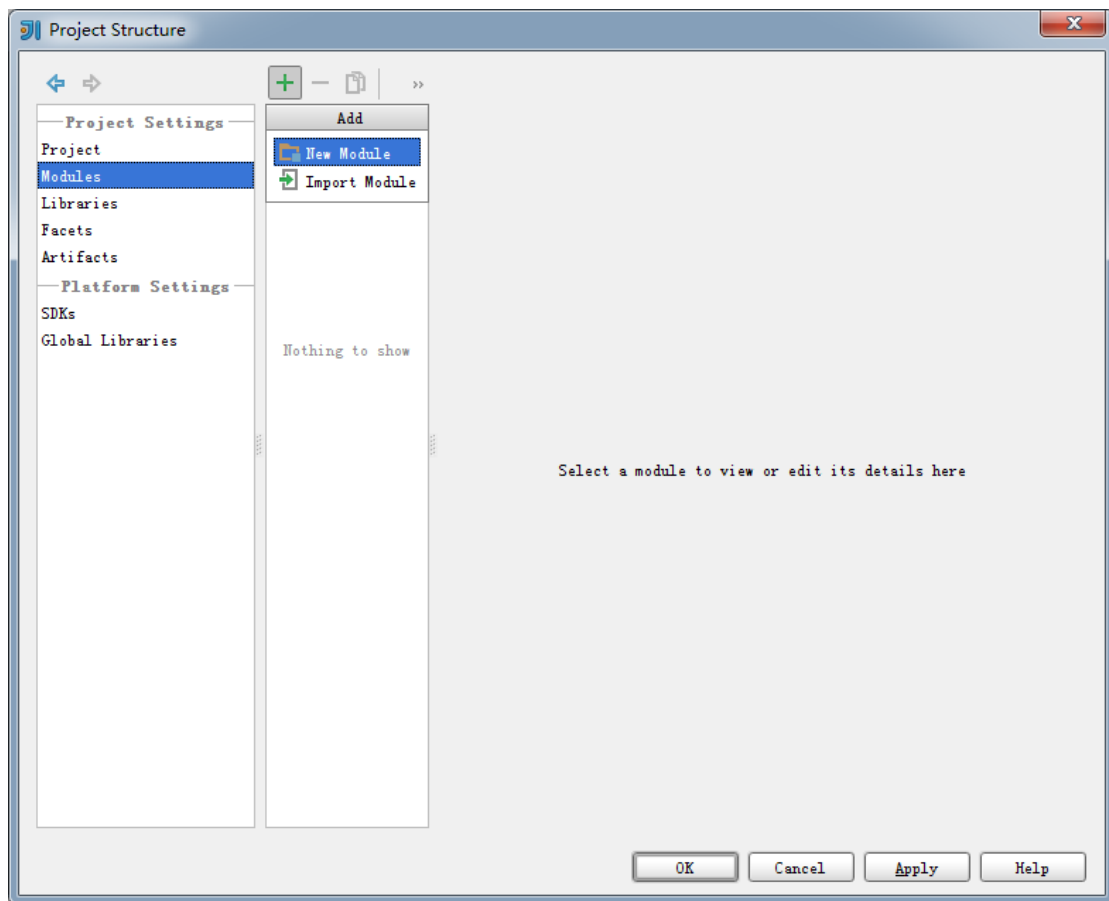 Project Structure
Project Settings
Project
Modules
Libraries
Facets
Artifacts
Platform Settings
SDKs
Global Libraries
Add
New Module
Import Module
Nothing to show
Select a module to view or edit its details here
OK
Cancel
Apply
Help